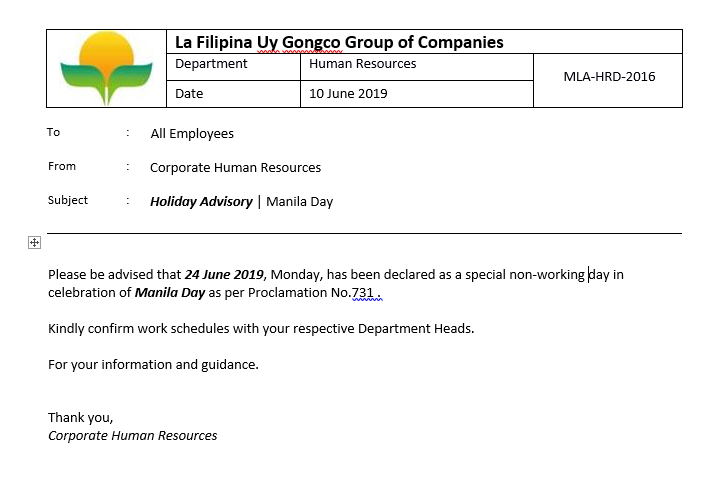 La Filipina Uy Gongco Group of Companies
Department Human Resources
MLA-HRD-2016
Date 10 June 2019
To : All Employees
From : Corporate Human Resources
Subject : Holiday Advisory | Manila Day
Please be advised that 24 June 2019, Monday, has been declared as a special non-working day in
celebration of Manila Day as per Proclamation No.731 .
Kindly confirm work schedules with your respective Department Heads.
For your information and guidance.
Thank you,
Corporate Human Resources